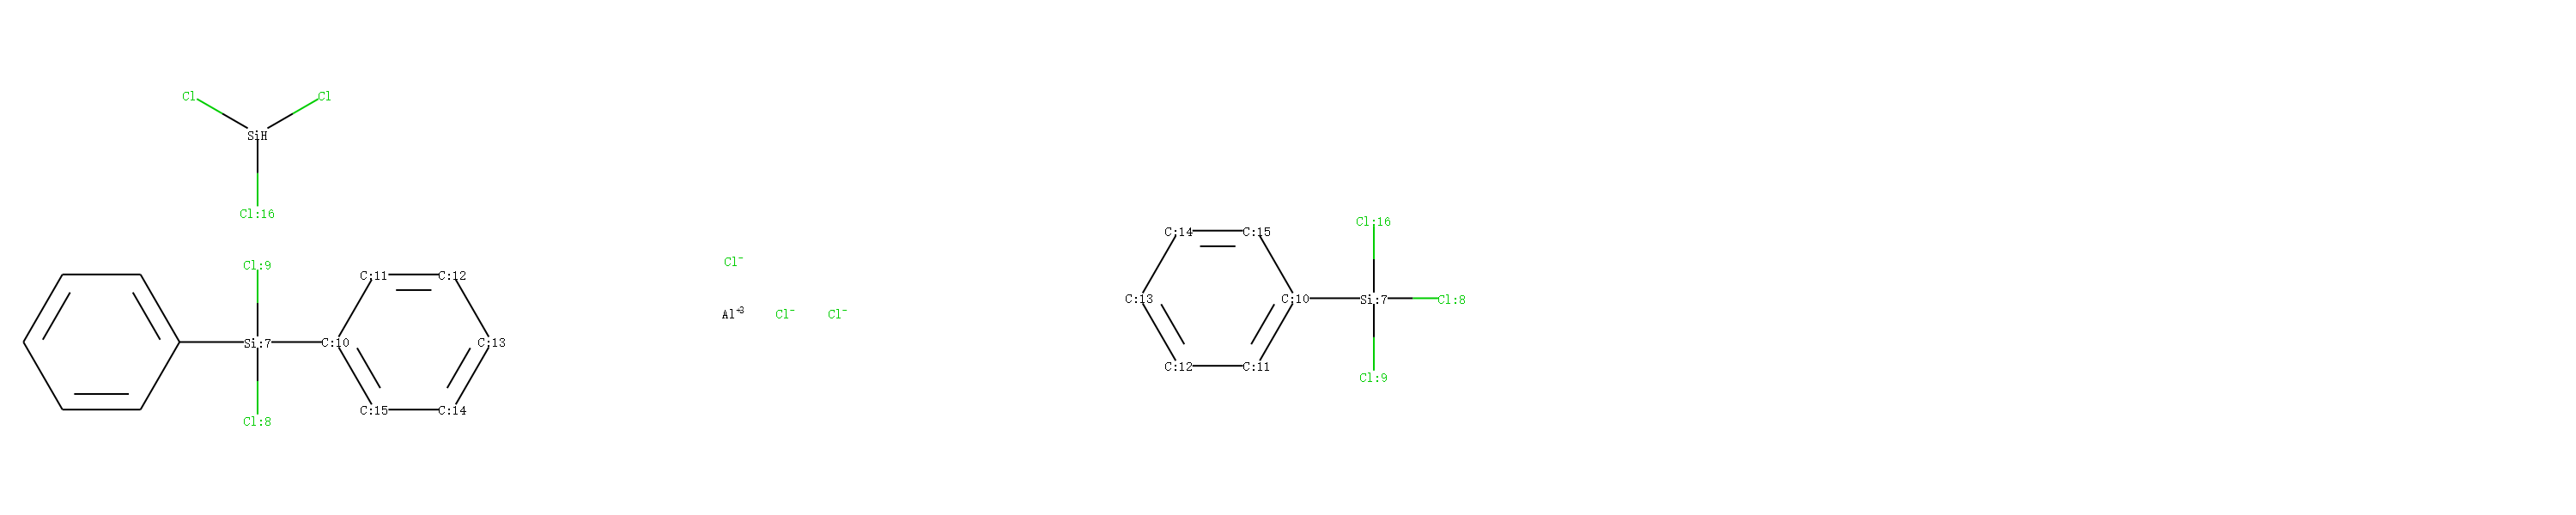 Cl Cl
SiH
Cl:16
Cl:9
C:11 C:12
Si:7 C:10 C:13
C:15 C:14
Cl:8
Cl-
Al+3 Cl- Cl-
Cl:16
C:14 C:15
C:13 C:10 Si:7 Cl:8
C:12 C:11
Cl:9